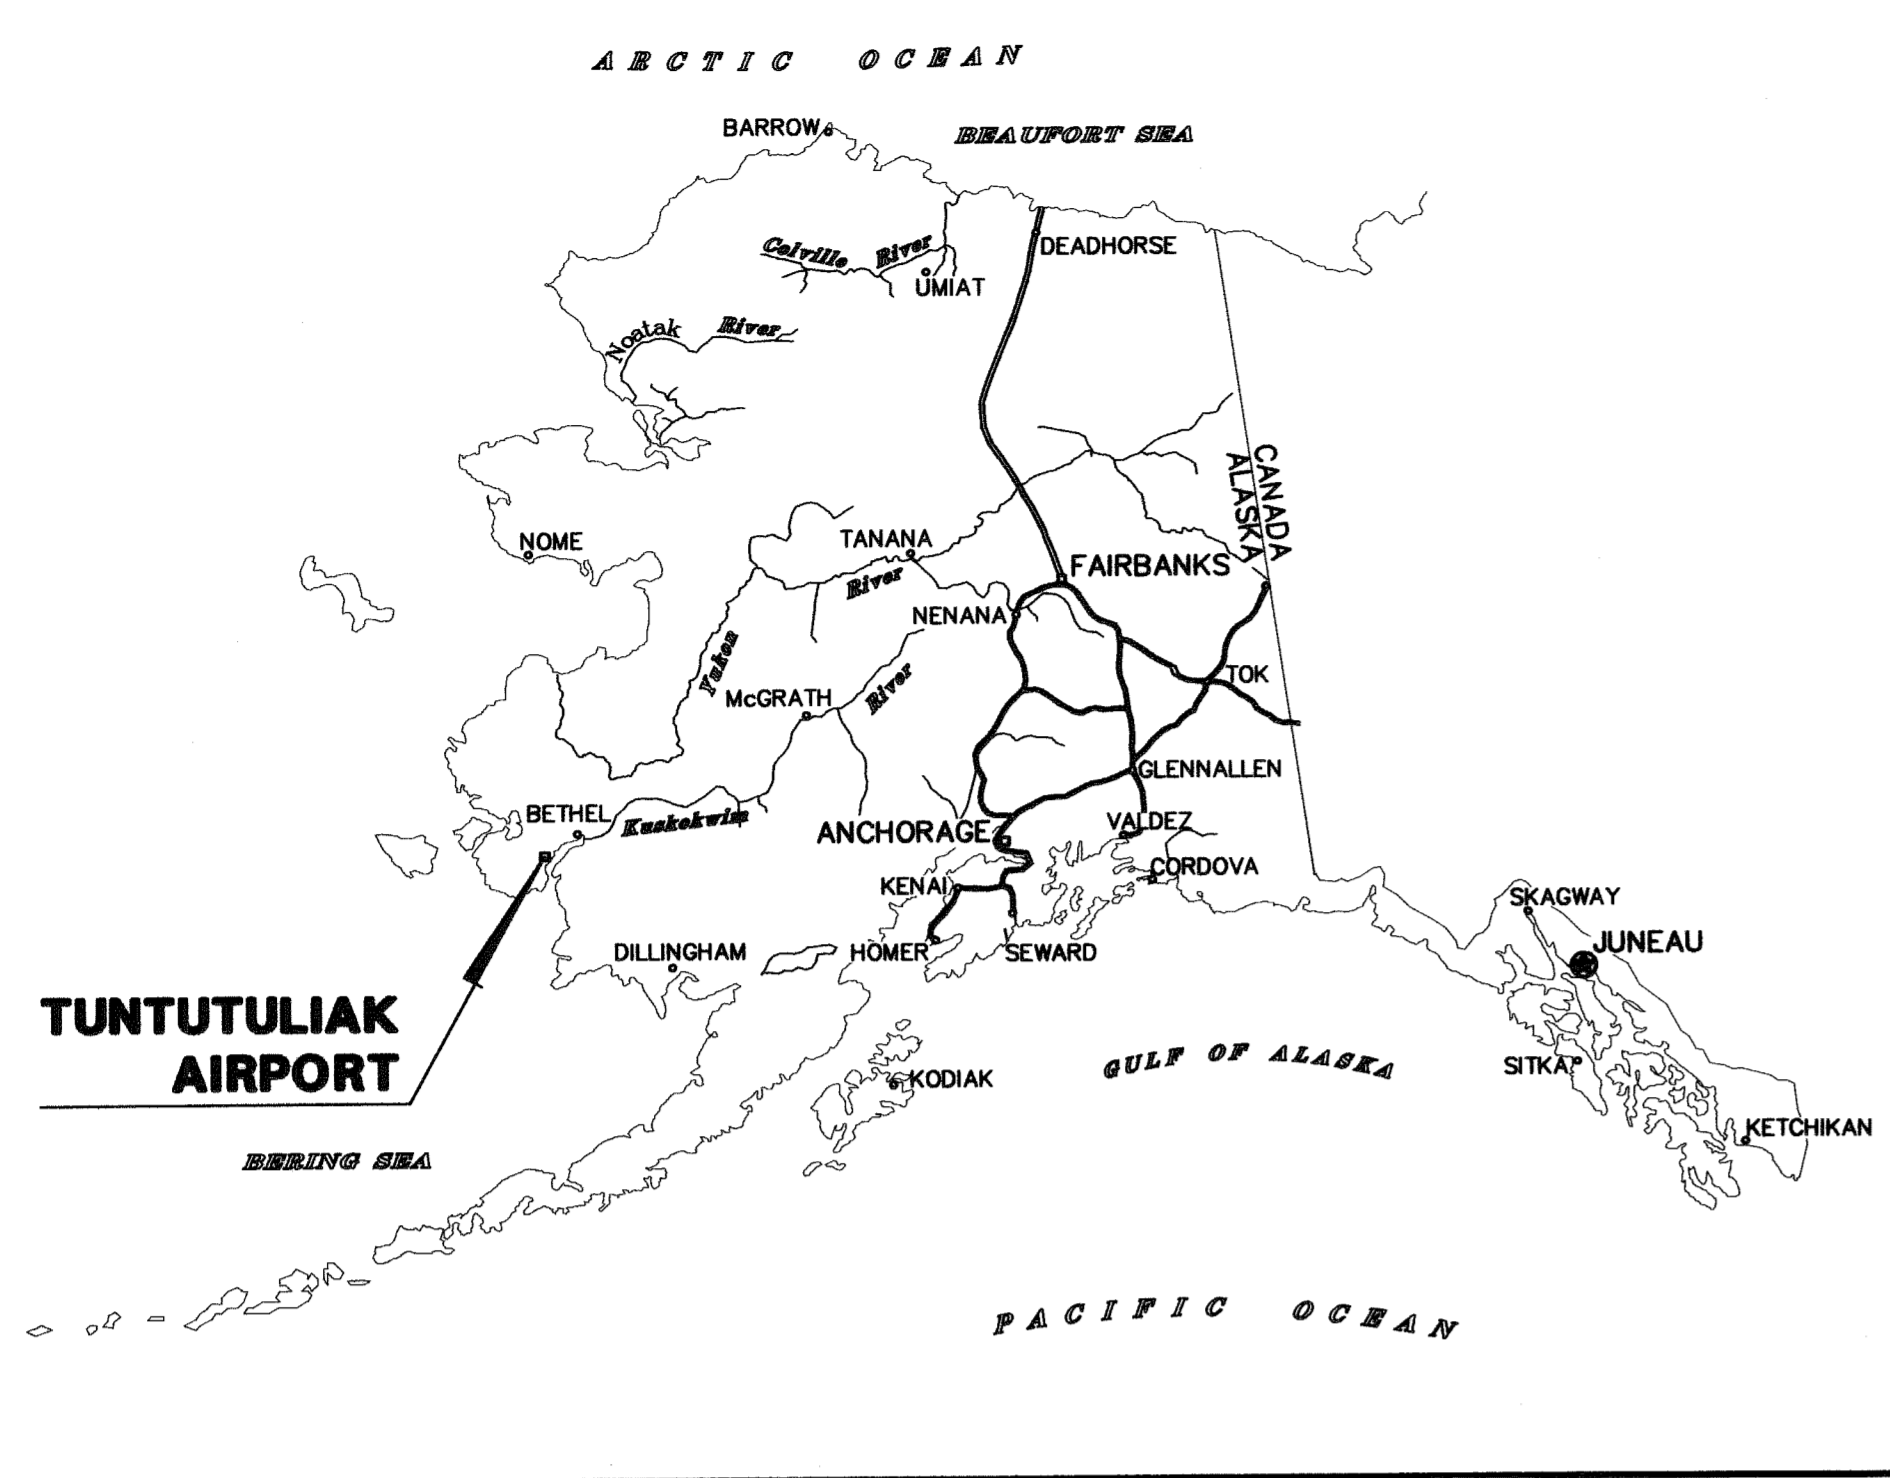 ARCTIC OCEAN
BARROW
BEAUFORT SEA
DEADHORSE
Colville River
UMIAT
Noatak River
CANADA
ALASKA
NOME
TANANA
FAIRBANKS
River
NENANA
Yukon
TOK
McGRATH
River
GLENNALLEN
BETHEL
Kuskokwim
ANCHORAGE
VALDEZ
CORDOVA
KENAI
SKAGWAY
JUNEAU
DILLINGHAM
HOMER
SEWARD
TUNTUTULIAK
AIRPORT
GULF OF ALASKA
SITKA
KODIAK
KETCHIKAN
BERING SEA
PACIFIC OCEAN